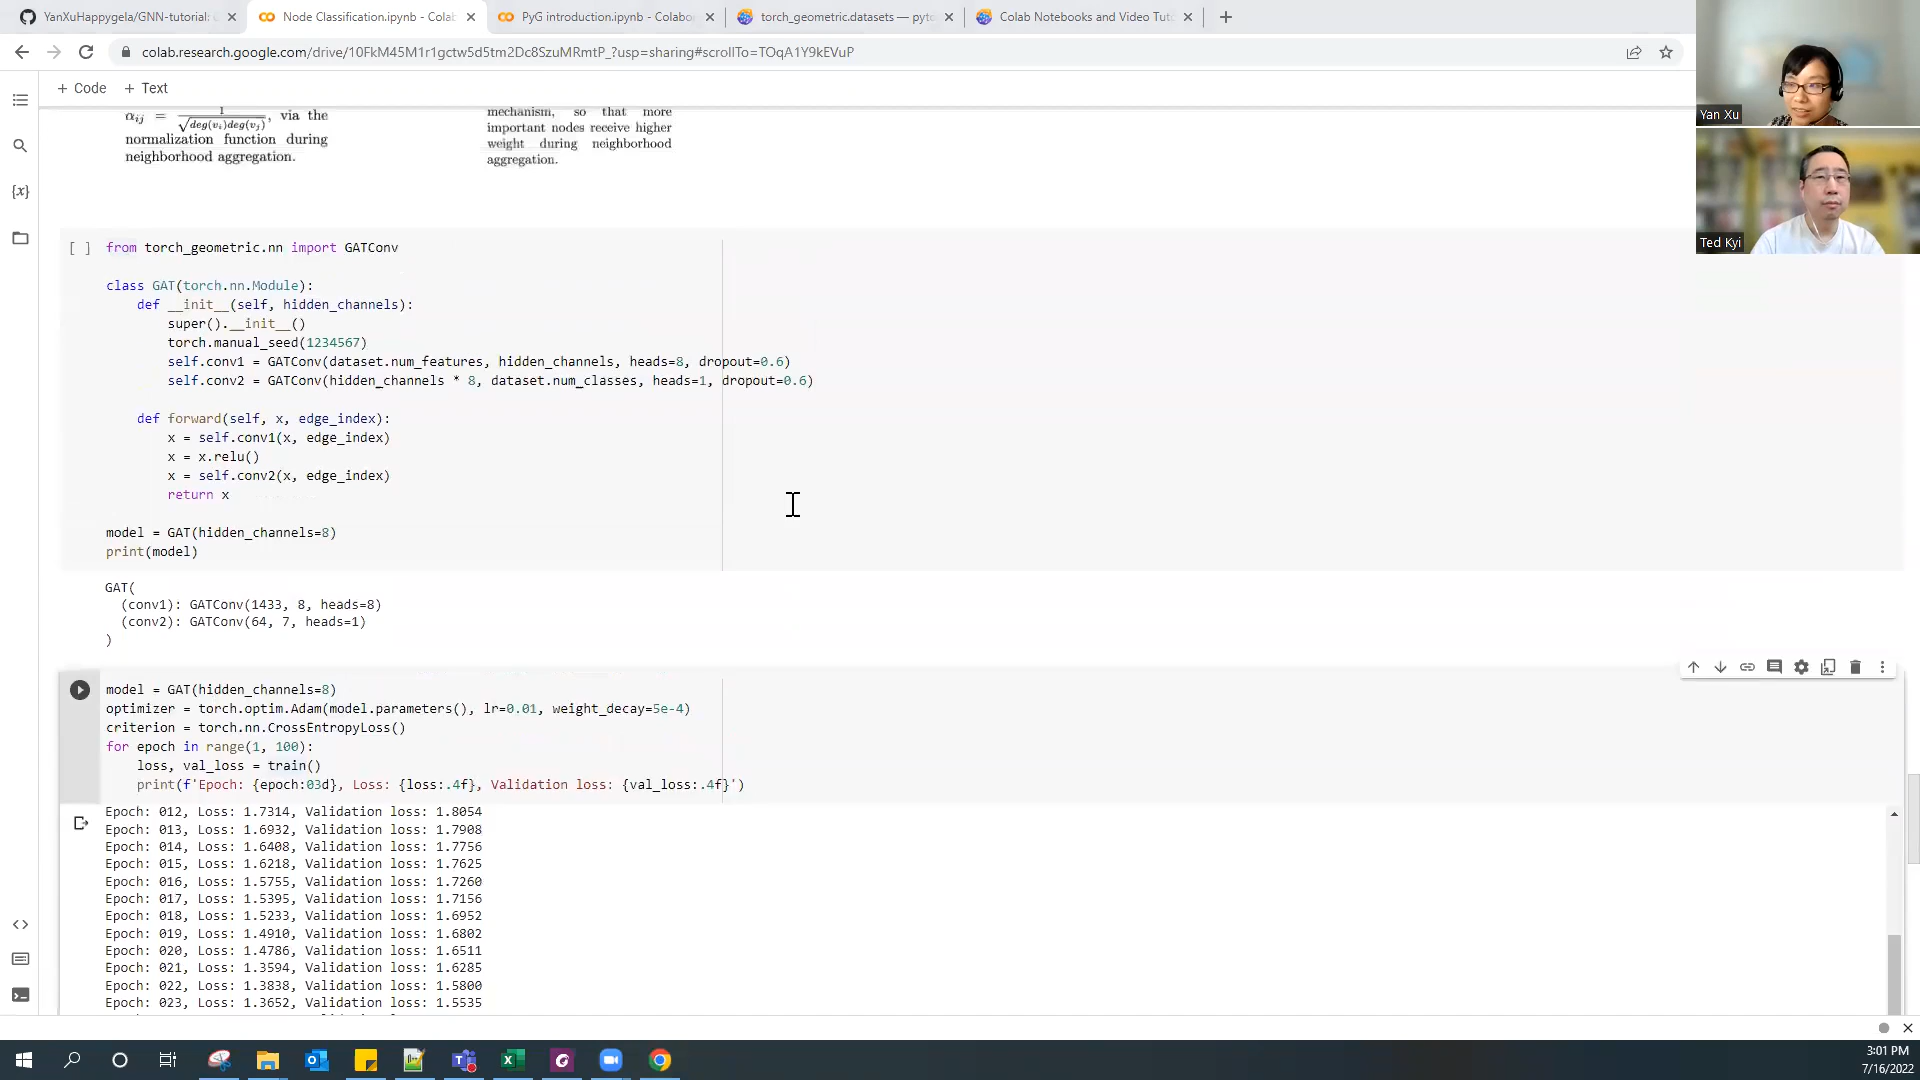 YanXuHappygela/GNN-tutorial:
Node Classification.ipynb - Colab
PyG introduction.ipynb - Colabo
torch_geometric.datasets — pyto
Colab Notebooks and Video Tut
colab.research.google.com/drive/10FkM45M1r1gctw5d5tm2Dc8SzuMRmtP_?usp=sharing#scrollTo=TOqA1Y9kEVuP
+ Code + Text
α_ij = 1/√deg(v_i)deg(v_j), via the
normalization function during
neighborhood aggregation.
mechanism, so that more
important nodes receive higher
weight during neighborhood
aggregation.
Yan Xu
Ted Kyi
{x}
[ ] from torch_geometric.nn import GATConv
class GAT(torch.nn.Module):
def __init__(self, hidden_channels):
super().__init__()
torch.manual_seed(1234567)
self.conv1 = GATConv(dataset.num_features, hidden_channels, heads=8, dropout=0.6)
self.conv2 = GATConv(hidden_channels * 8, dataset.num_classes, heads=1, dropout=0.6)
def forward(self, x, edge_index):
x = self.conv1(x, edge_index)
x = x.relu()
x = self.conv2(x, edge_index)
return x
model = GAT(hidden_channels=8)
print(model)
GAT(
(conv1): GATConv(1433, 8, heads=8)
(conv2): GATConv(64, 7, heads=1)
)
model = GAT(hidden_channels=8)
optimizer = torch.optim.Adam(model.parameters(), lr=0.01, weight_decay=5e-4)
criterion = torch.nn.CrossEntropyLoss()
for epoch in range(1, 100):
loss, val_loss = train()
print(f'Epoch: {epoch:03d}, Loss: {loss:.4f}, Validation loss: {val_loss:.4f}')
Epoch: 012, Loss: 1.7314, Validation loss: 1.8054
Epoch: 013, Loss: 1.6932, Validation loss: 1.7908
Epoch: 014, Loss: 1.6408, Validation loss: 1.7756
Epoch: 015, Loss: 1.6218, Validation loss: 1.7625
Epoch: 016, Loss: 1.5755, Validation loss: 1.7260
Epoch: 017, Loss: 1.5395, Validation loss: 1.7156
Epoch: 018, Loss: 1.5233, Validation loss: 1.6952
Epoch: 019, Loss: 1.4910, Validation loss: 1.6802
Epoch: 020, Loss: 1.4786, Validation loss: 1.6511
Epoch: 021, Loss: 1.3594, Validation loss: 1.6285
Epoch: 022, Loss: 1.3838, Validation loss: 1.5800
Epoch: 023, Loss: 1.3652, Validation loss: 1.5535
3:01 PM
7/16/2022